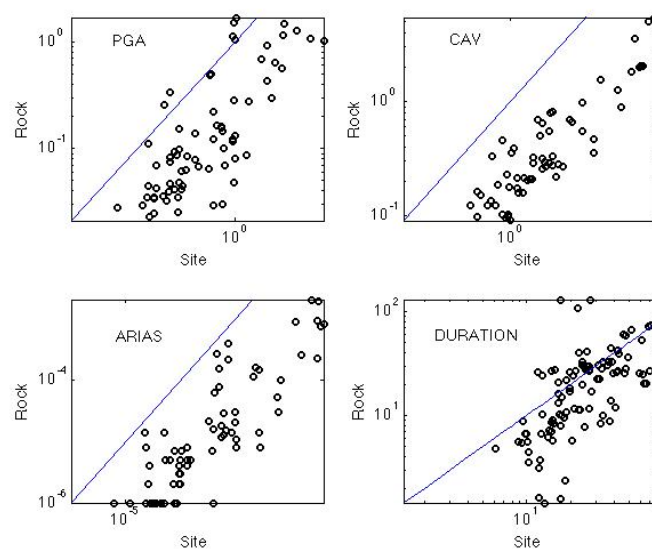 PGA
10^0
10^-1
Rock
10^0
Site
CAV
10^0
10^-1
Rock
10^0
Site
ARIAS
10^-4
10^-6
Rock
10^-5
Site
DURATION
10^2
10^1
Rock
10^1
Site